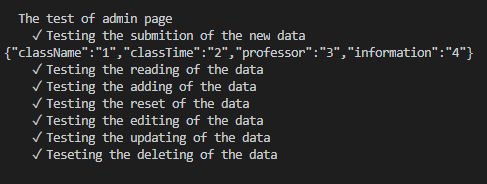 The test of admin page
✓ Testing the submition of the new data
{"className":"1","classTime":"2","professor":"3","information":"4"}
✓ Testing the reading of the data
✓ Testing the adding of the data
✓ Testing the reset of the data
✓ Testing the editing of the data
✓ Testing the updating of the data
✓ Teseting the deleting of the data